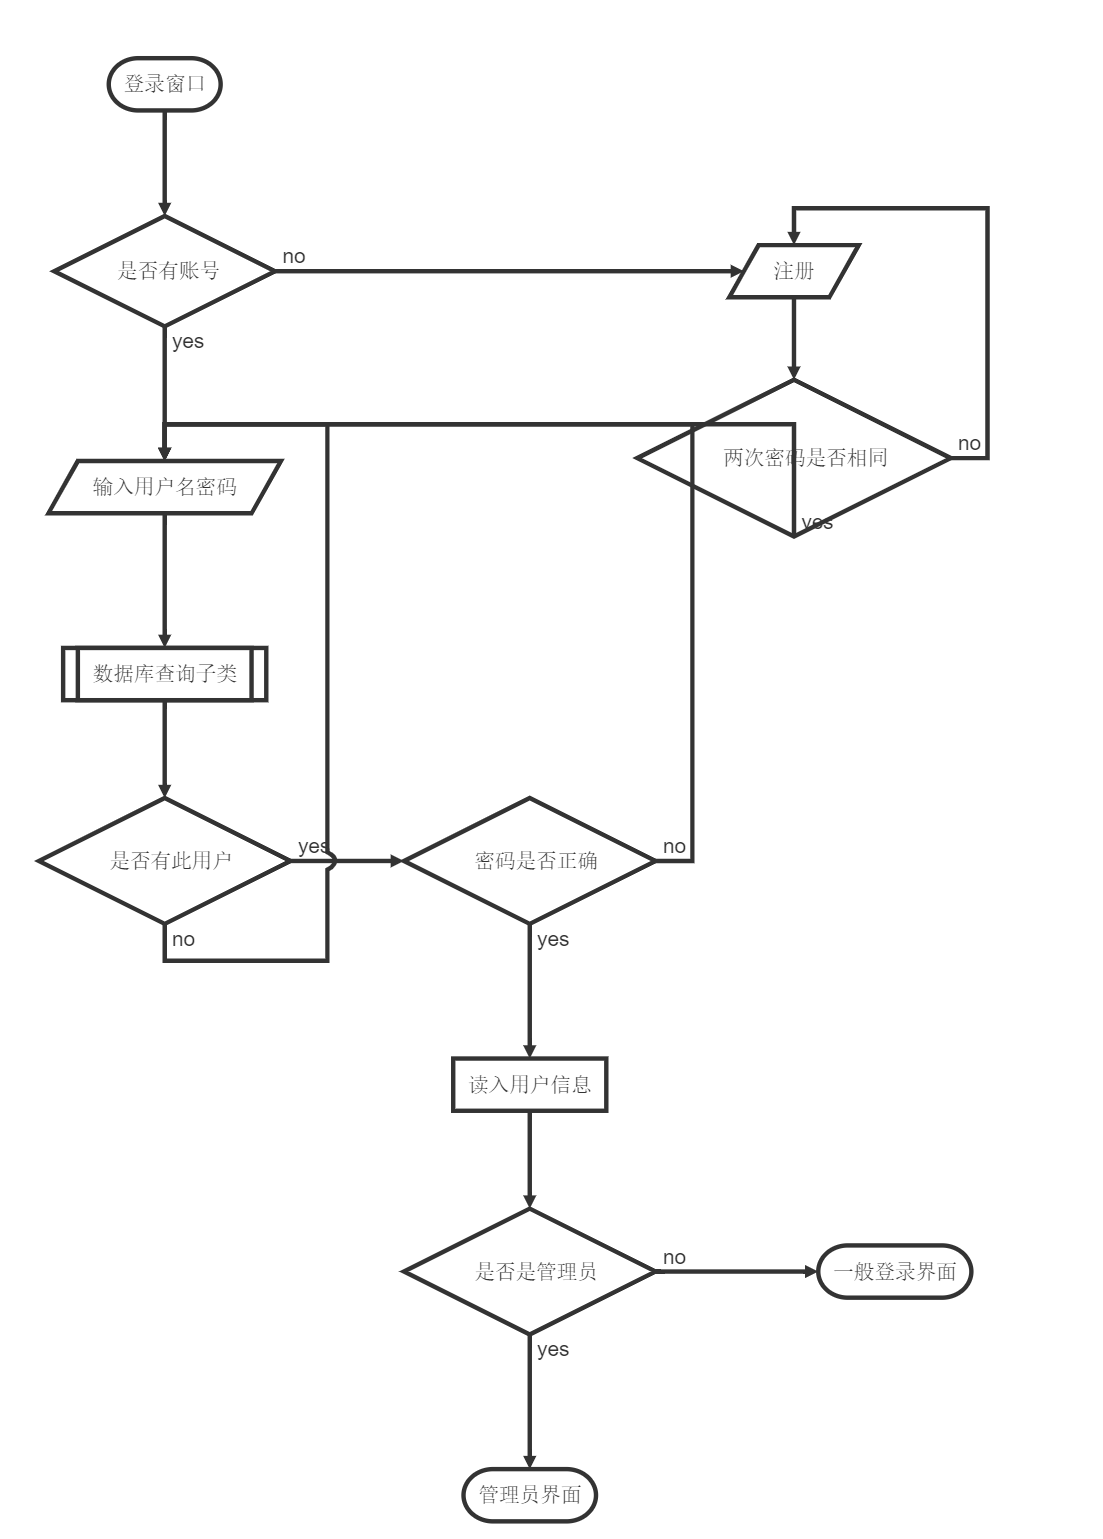 登录窗口
是否有账号
no
注册
yes
两次密码是否相同
no
yes
输入用户名密码
数据库查询子类
是否有此用户
yes
no
密码是否正确
no
yes
读入用户信息
是否是管理员
no
一般登录界面
yes
管理员界面